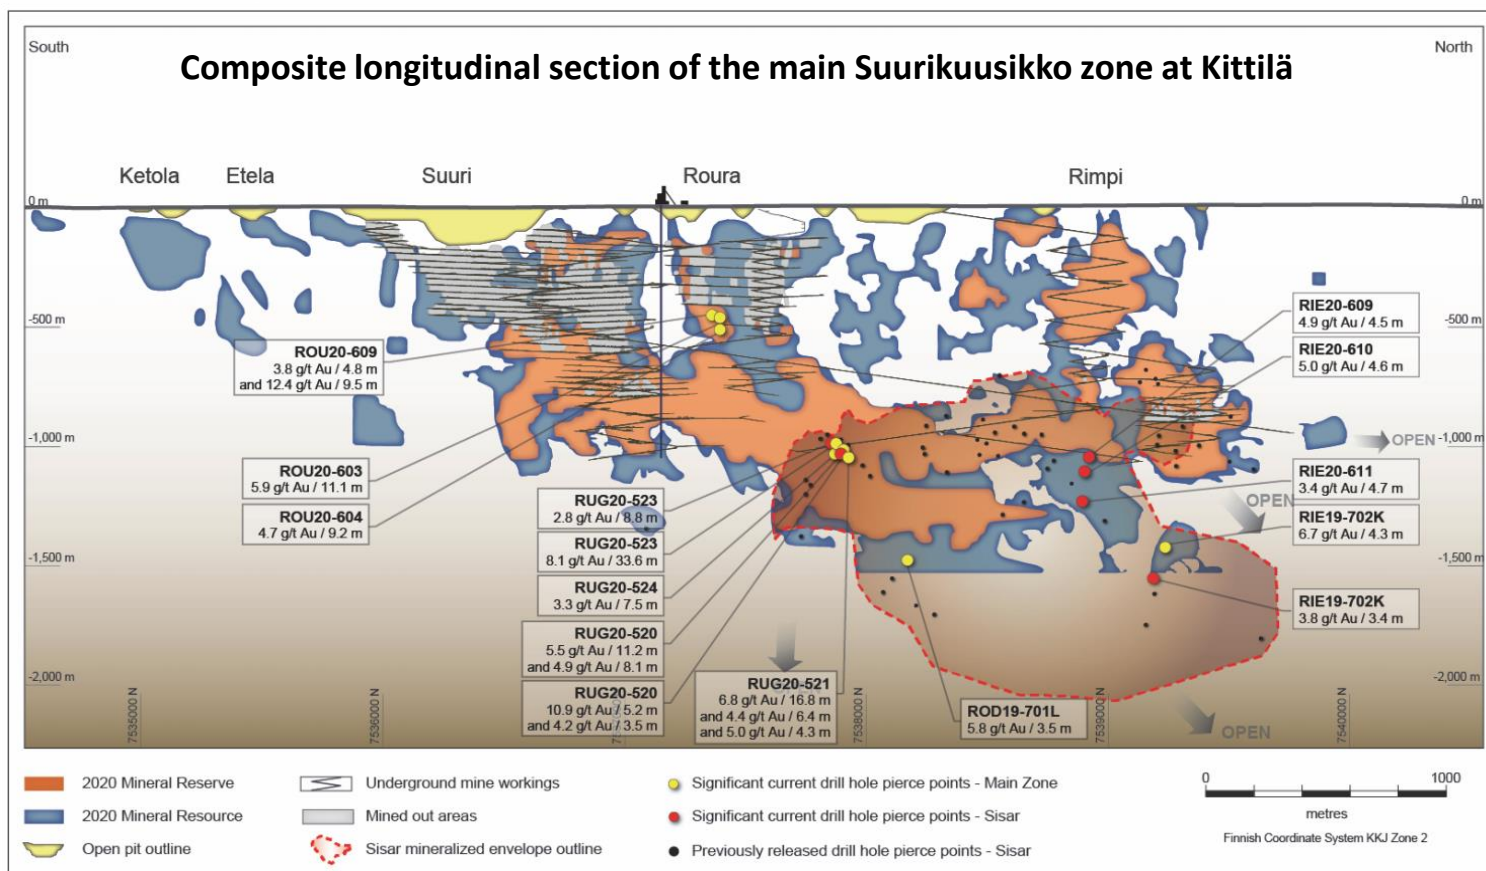 South
North
Composite longitudinal section of the main Suurikuusikko zone at Kittilä
Ketola
Etela
Suuri
Roura
Rimpi
0 m
0 m
-500 m
-500 m
-1,000 m
-1,000 m
-1,500 m
-1,500 m
-2,000 m
-2,000 m
ROU20-609
3.8 g/t Au / 4.8 m
and 12.4 g/t Au / 9.5 m
ROU20-603
5.9 g/t Au / 11.1 m
ROU20-604
4.7 g/t Au / 9.2 m
RUG20-523
2.8 g/t Au / 8.8 m
RUG20-523
8.1 g/t Au / 33.6 m
RUG20-524
3.3 g/t Au / 7.5 m
RUG20-520
5.5 g/t Au / 11.2 m
and 4.9 g/t Au / 8.1 m
RUG20-520
10.9 g/t Au / 5.2 m
and 4.2 g/t Au / 3.5 m
RUG20-521
6.8 g/t Au / 16.8 m
and 4.4 g/t Au / 6.4 m
and 5.0 g/t Au / 4.3 m
ROD19-701L
5.8 g/t Au / 3.5 m
RIE20-609
4.9 g/t Au / 4.5 m
RIE20-610
5.0 g/t Au / 4.6 m
OPEN
RIE20-611
3.4 g/t Au / 4.7 m
OPEN
RIE19-702K
6.7 g/t Au / 4.3 m
RIE19-702K
3.8 g/t Au / 3.4 m
OPEN
7535000 N
7536000 N
7538000 N
7539000 N
7540000 N
2020 Mineral Reserve
2020 Mineral Resource
Open pit outline
Underground mine workings
Mined out areas
Sisar mineralized envelope outline
Significant current drill hole pierce points - Main Zone
Significant current drill hole pierce points - Sisar
Previously released drill hole pierce points - Sisar
0 1000
metres
Finnish Coordinate System KKJ Zone 2